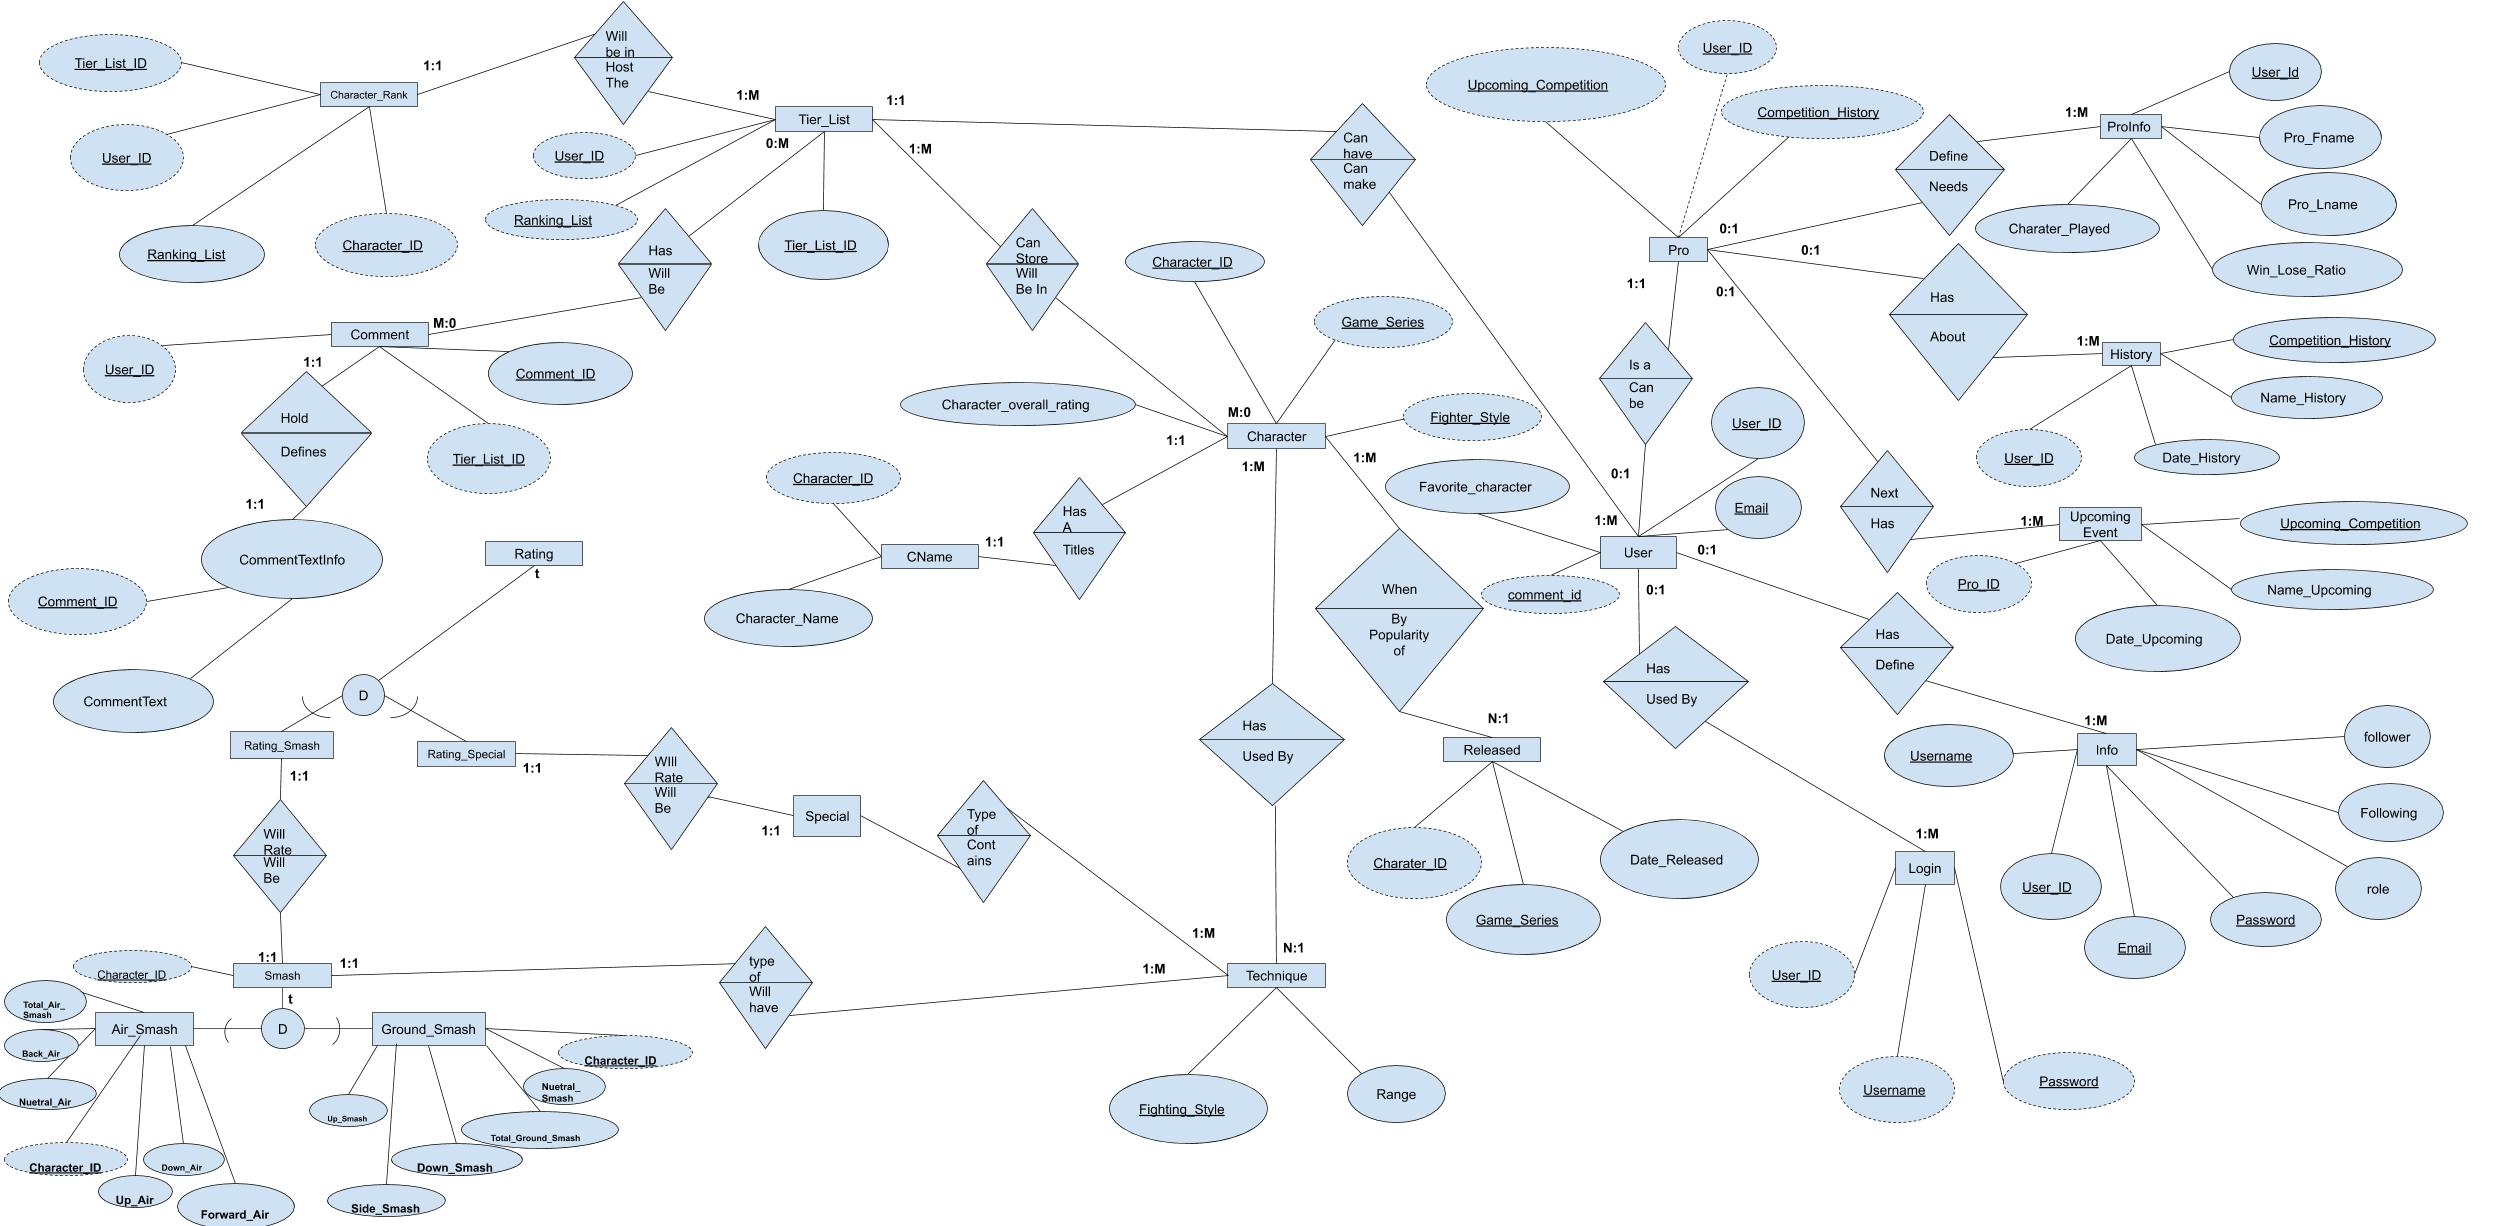 Will
be in
Host
The
1:1
Tier_List_ID
Character_Rank
User_ID
Ranking_List
Character_ID
1:M
1:1
Tier_List
0:M
1:M
User_ID
Ranking_List
Tier_List_ID
Has
Will
Be
Can
Store
Will
Be In
Can
have
Can
make
Upcoming_Competition
User_ID
Competition_History
Pro
0:1
0:1
0:1
1:1
Define
Needs
1:M
ProInfo
User_Id
Pro_Fname
Pro_Lname
Charater_Played
Win_Lose_Ratio
Has
About
1:M
History
Competition_History
Name_History
User_ID
Date_History
Comment
M:0
1:1
User_ID
Comment_ID
Tier_List_ID
Hold
Defines
1:1
CommentTextInfo
Comment_ID
CommentText
Character_ID
Game_Series
Character_overall_rating
Fighter_Style
M:0
Character
1:1
1:M
1:M
Character_ID
Has
A
Titles
1:1
CName
Character_Name
Is a
Can
be
0:1
User_ID
Email
Favorite_character
1:M
User
0:1
0:1
comment_id
Next
Has
1:M
Upcoming
Event
Upcoming_Competition
Pro_ID
Name_Upcoming
Date_Upcoming
When
By
Popularity
of
N:1
Released
Charater_ID
Game_Series
Date_Released
Has
Used By
Has
Define
1:M
Info
Username
follower
Following
role
User_ID
Email
Password
1:M
Login
User_ID
Username
Password
Rating
t
D
Rating_Smash
1:1
Rating_Special
1:1
WIll
Rate
Will
Be
1:1
Special
Type
of
Cont
ains
Has
Used By
1:M
N:1
1:M
Technique
Fighting_Style
Range
Will
Rate
Will
Be
1:1
Smash
1:1
t
Character_ID
type
of
Will
have
D
Air_Smash
Total_Air_
Smash
Back_Air
Nuetral_Air
Character_ID
Up_Air
Down_Air
Forward_Air
Ground_Smash
Character_ID
Nuetral_
Smash
Up_Smash
Total_Ground_Smash
Down_Smash
Side_Smash